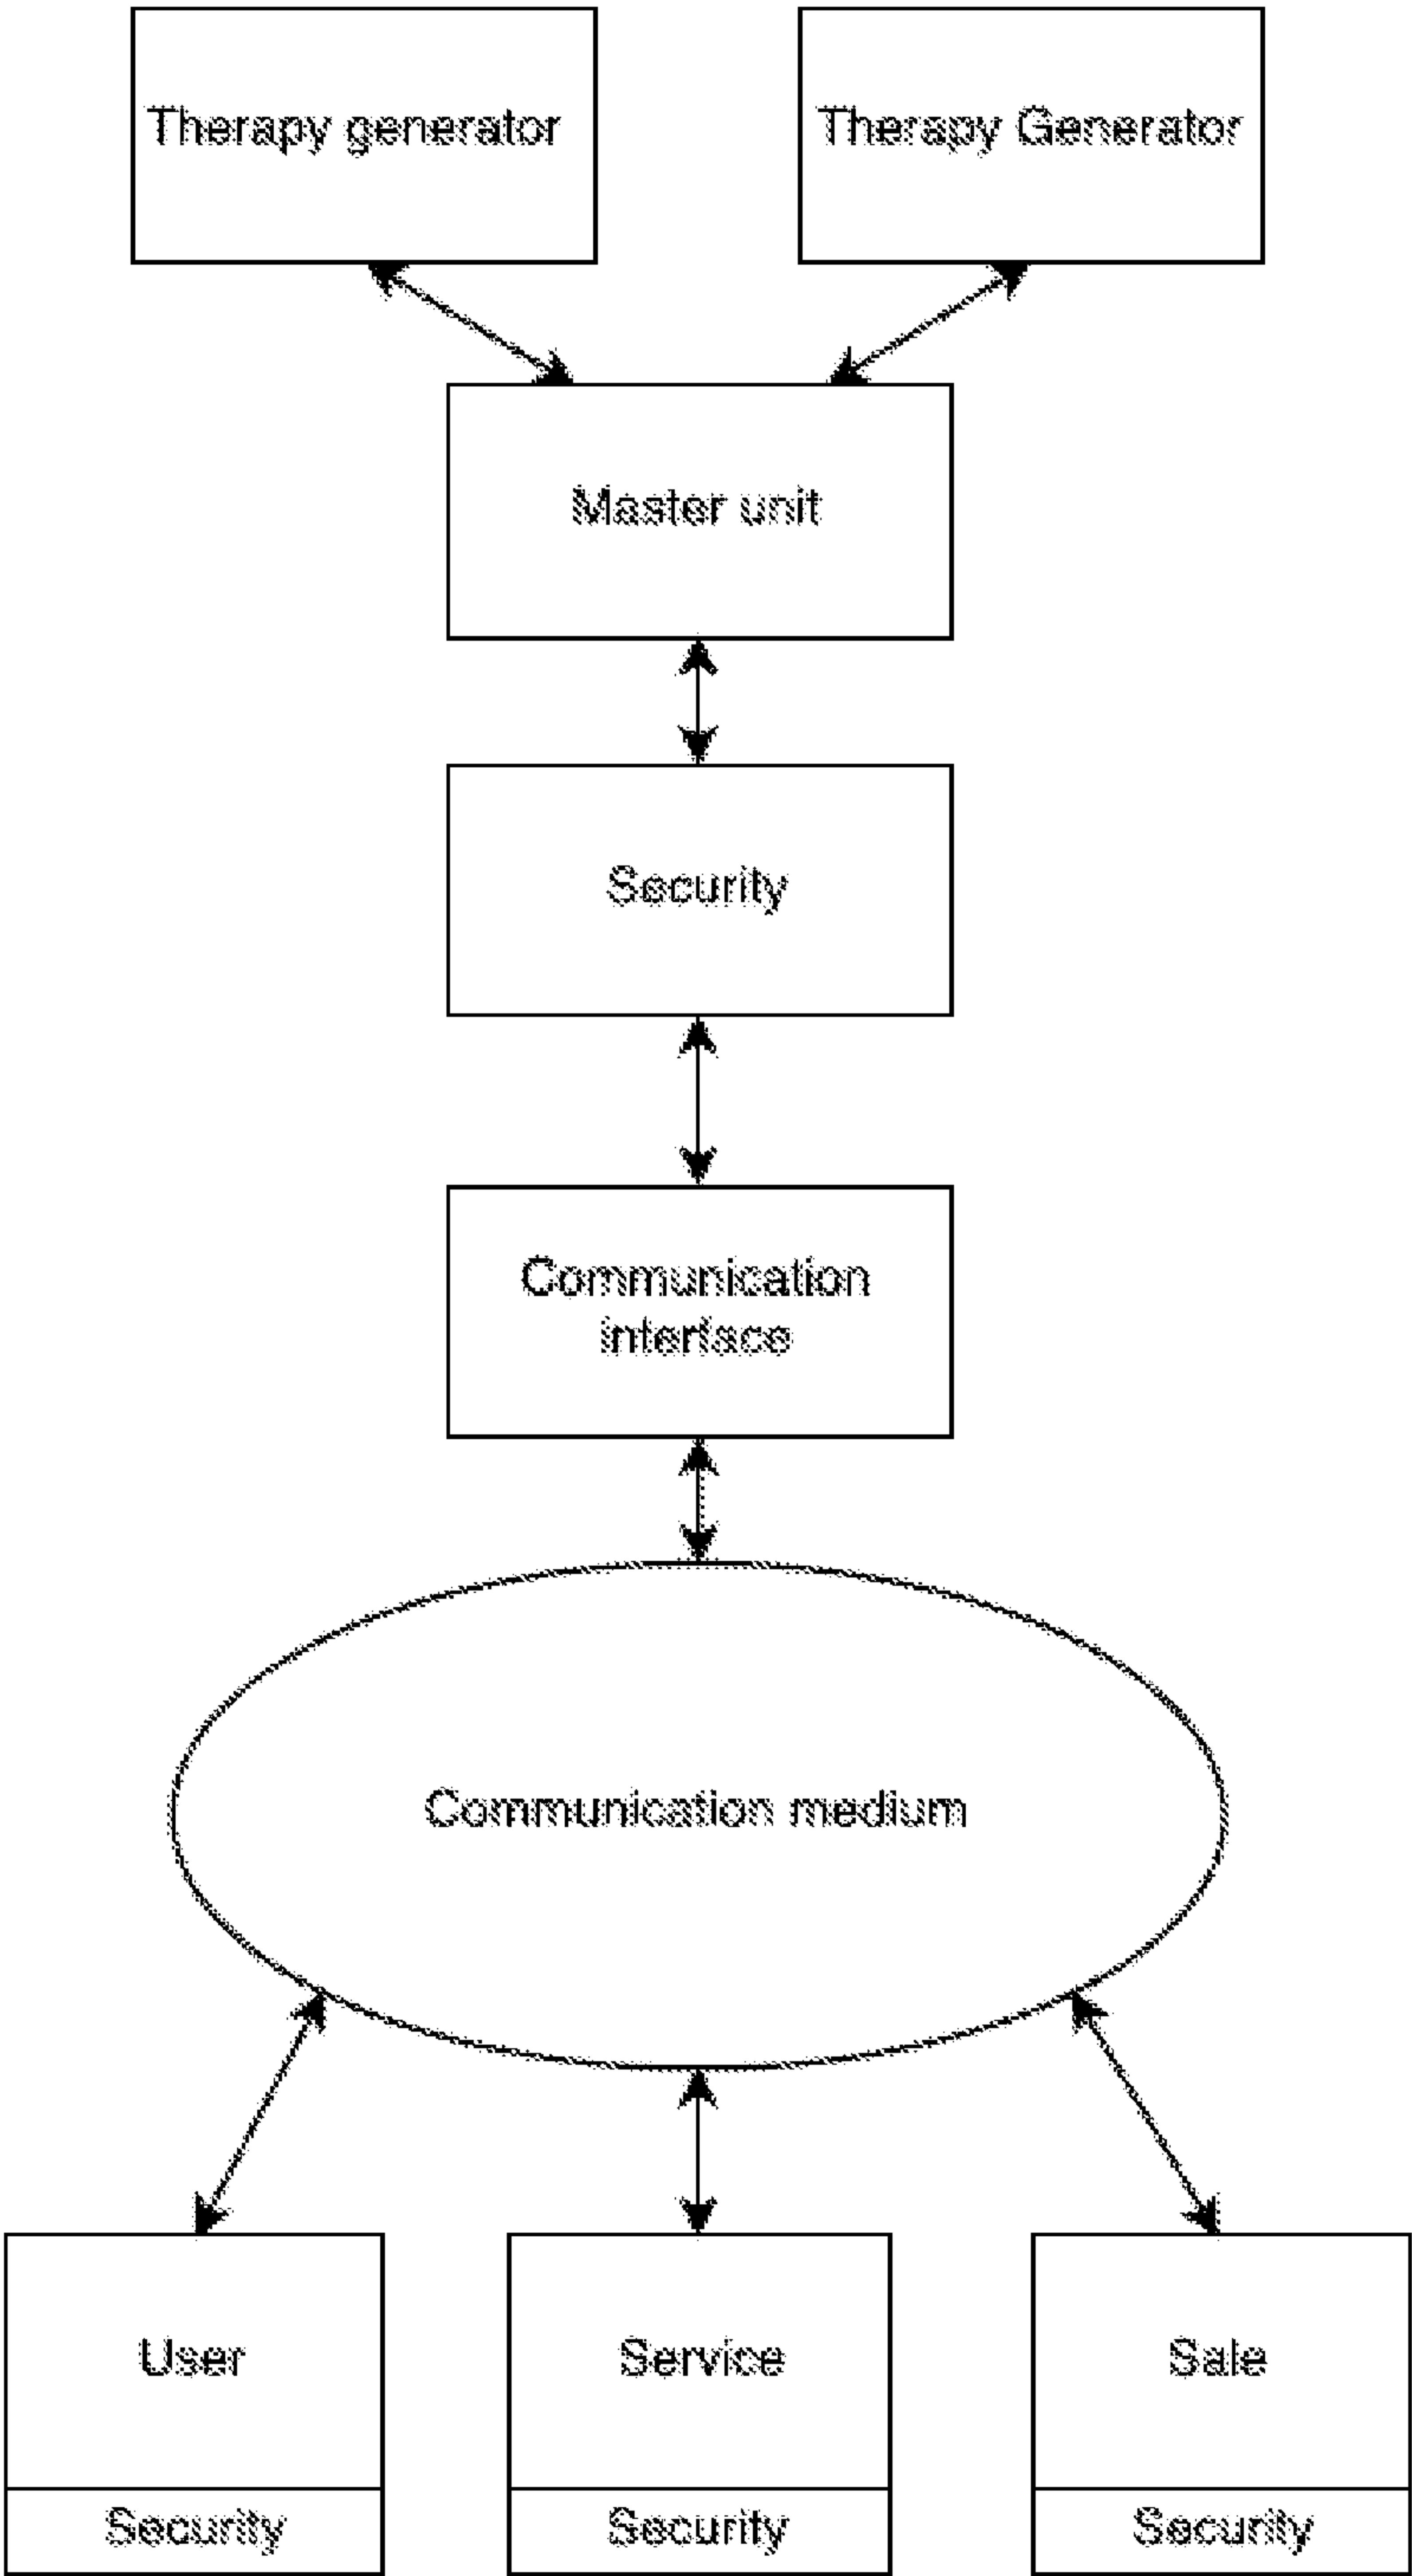 Therapy generator
Therapy Generator
Master unit
Security
Communication
interface
Communication medium
User
Service
Sale
Security
Security
Security